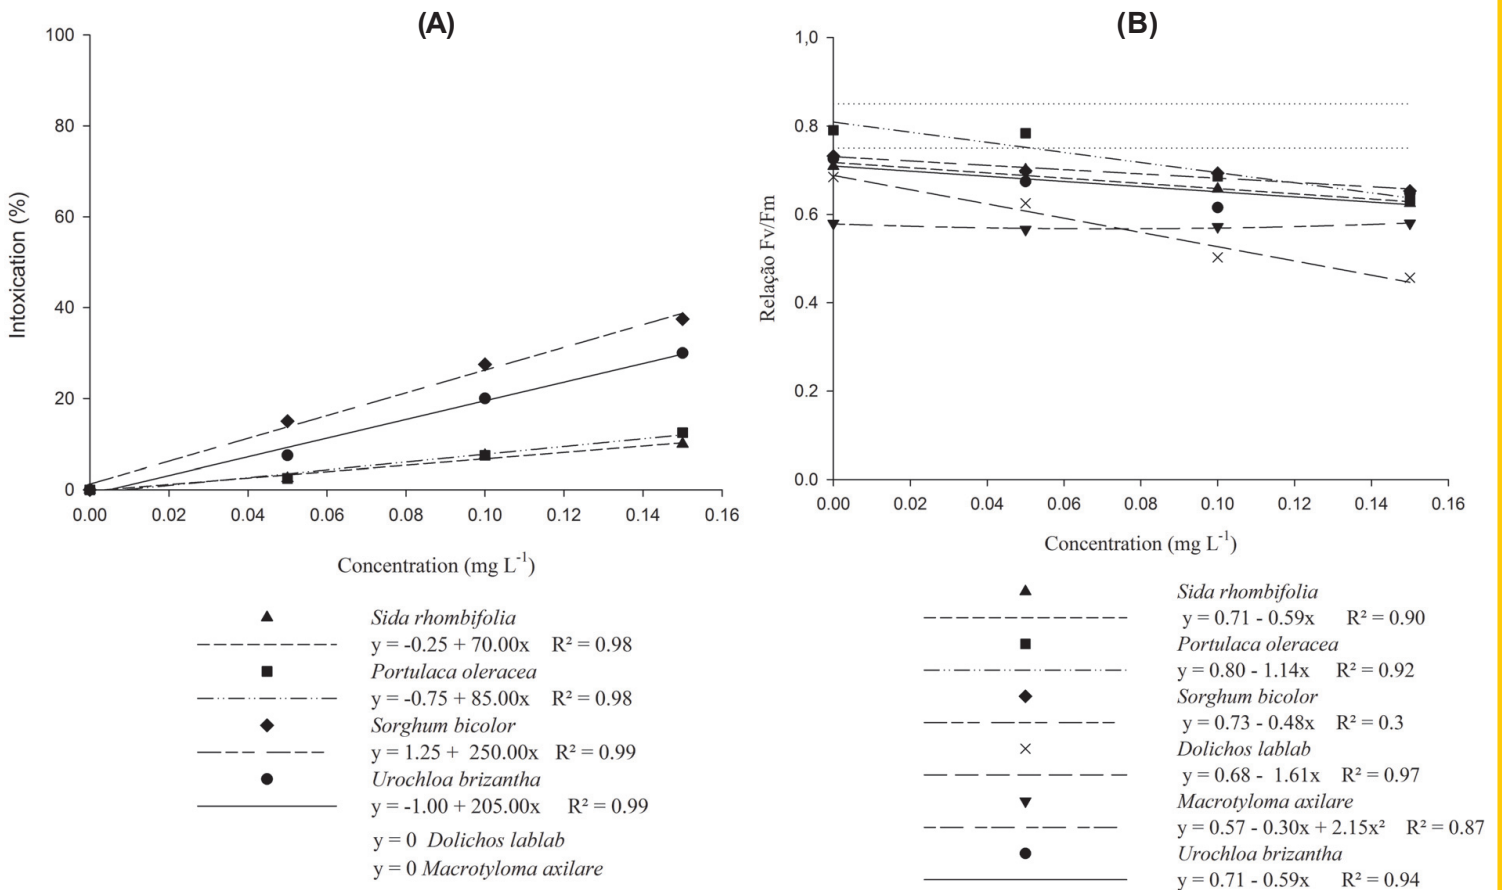 (A)
100
80
60
40
20
0
Intoxication (%)
0.00 0.02 0.04 0.06 0.08 0.10 0.12 0.14 0.16
Concentration (mg L⁻¹)
Sida rhombifolia
y = -0.25 + 70.00x R² = 0.98
Portulaca oleracea
y = -0.75 + 85.00x R² = 0.98
Sorghum bicolor
y = 1.25 + 250.00x R² = 0.99
Urochloa brizantha
y = -1.00 + 205.00x R² = 0.99
y = 0 Dolichos lablab
y = 0 Macrotyloma axilare
(B)
1,0
0.8
0.6
0.4
0.2
0.0
Relação Fv/Fm
0.00 0.02 0.04 0.06 0.08 0.10 0.12 0.14 0.16
Concentration (mg L⁻¹)
Sida rhombifolia
y = 0.71 - 0.59x R² = 0.90
Portulaca oleracea
y = 0.80 - 1.14x R² = 0.92
Sorghum bicolor
y = 0.73 - 0.48x R² = 0.3
Dolichos lablab
y = 0.68 - 1.61x R² = 0.97
Macrotyloma axilare
y = 0.57 - 0.30x + 2.15x² R² = 0.87
Urochloa brizantha
y = 0.71 - 0.59x R² = 0.94